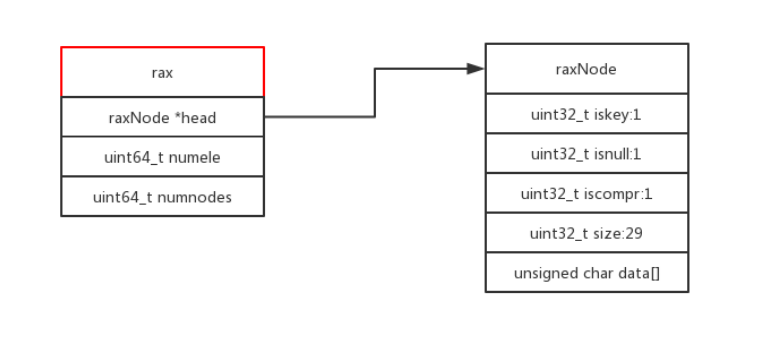 rax
raxNode *head
uint64_t numele
uint64_t numnodes
raxNode
uint32_t iskey:1
uint32_t isnull:1
uint32_t iscompr:1
uint32_t size:29
unsigned char data[]